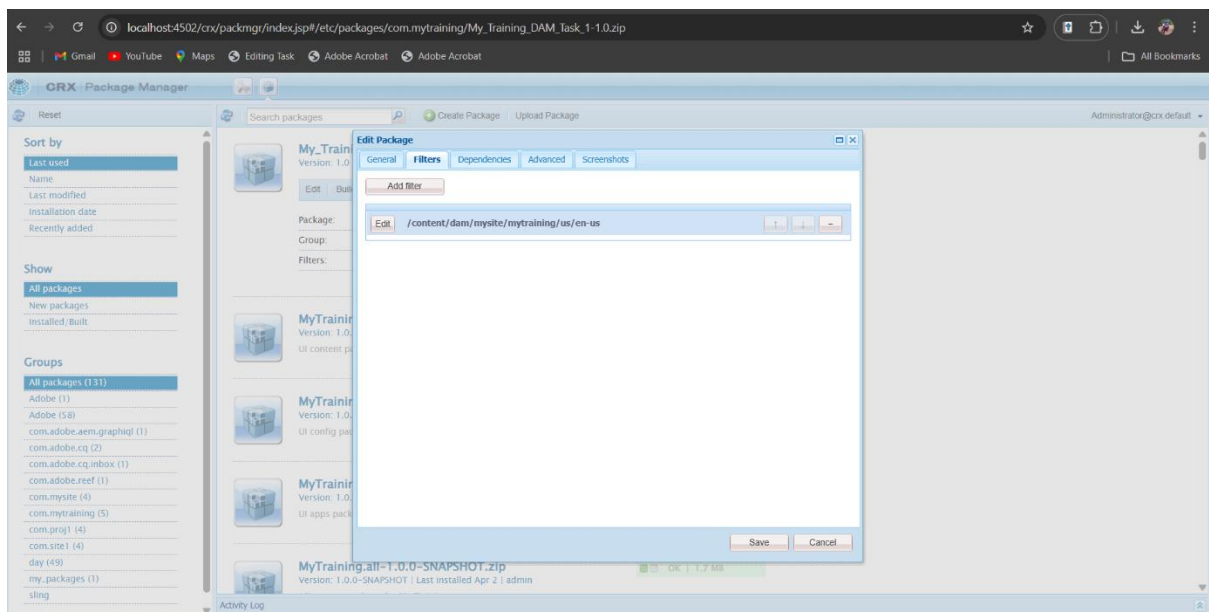 localhost:4502/crx/packmgr/index.jsp#/etc/packages/com.mytraining/My_Training_DAM_Task_1-1.0.zip
Gmail YouTube Maps Editing Task Adobe Acrobat Adobe Acrobat All Bookmarks
CRX Package Manager
Reset Search packages Create Package Upload Package Administrator@crx.default
Sort by
Last used
Name
Last modified
Installation date
Recently added
Show
All packages
New packages
Installed/Built
Groups
All packages (131)
Adobe (1)
Adobe (58)
com.adobe.aem.graphiql (1)
com.adobe.cq (2)
com.adobe.cq.inbox (1)
com.adobe.reef (1)
com.mysite (4)
com.mytraining (5)
com.proj1 (4)
com.site1 (4)
day (49)
my_packages (1)
sling
My_Traini
Version: 1.0
Edit Buil
Package:
Group:
Filters:
MyTrainin
Version: 1.0.
UI content p
MyTrainin
Version: 1.0.
UI config pa
MyTrainin
Version: 1.0.
UI apps pack
MyTraining.all-1.0.0-SNAPSHOT.zip
Version: 1.0.0-SNAPSHOT | Last installed Apr 2 | admin
OK | 1.2 MB
Edit Package
General Filters Dependencies Advanced Screenshots
Add filter
Edit /content/dam/mysite/mytraining/us/en-us
Save Cancel
Activity Log